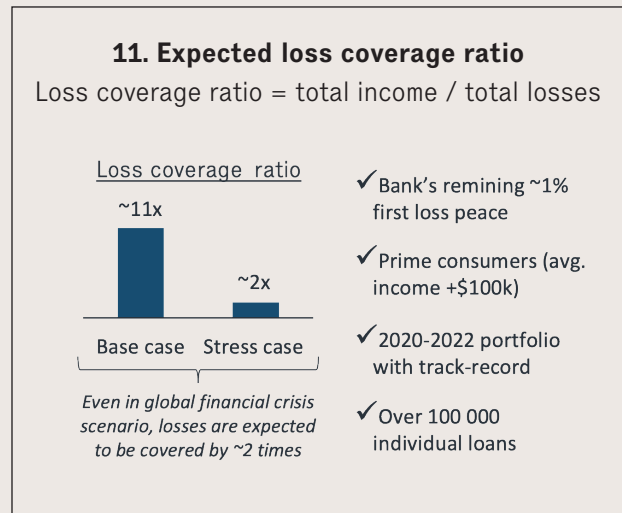 11. Expected loss coverage ratio
Loss coverage ratio = total income / total losses
Loss coverage ratio
~11x
~2x
Base case Stress case
Even in global financial crisis
scenario, losses are expected
to be covered by ~2 times
✓Bank's remining ~1%
first loss peace
✓Prime consumers (avg.
income +$100k)
✓2020-2022 portfolio
with track-record
✓Over 100 000
individual loans